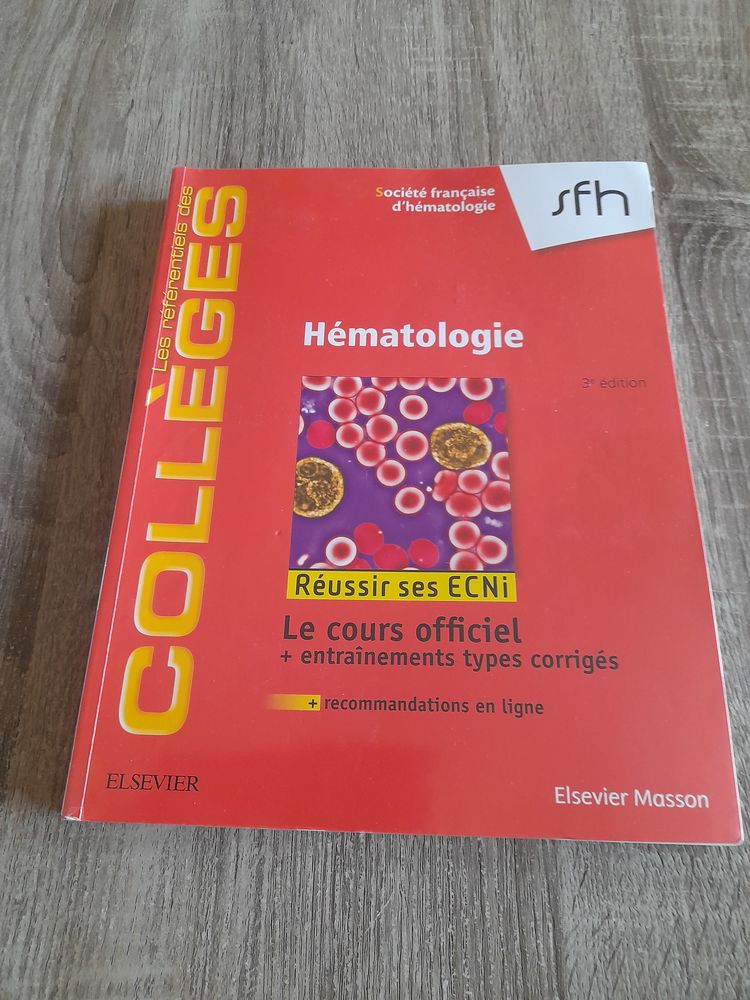 Les référentiels des
COLLÈGES
Société française
d'hématologie
sfh
Hématologie
3e édition
Réussir ses ECNi
Le cours officiel
+ entraînements types corrigés
+ recommandations en ligne
ELSEVIER
Elsevier Masson